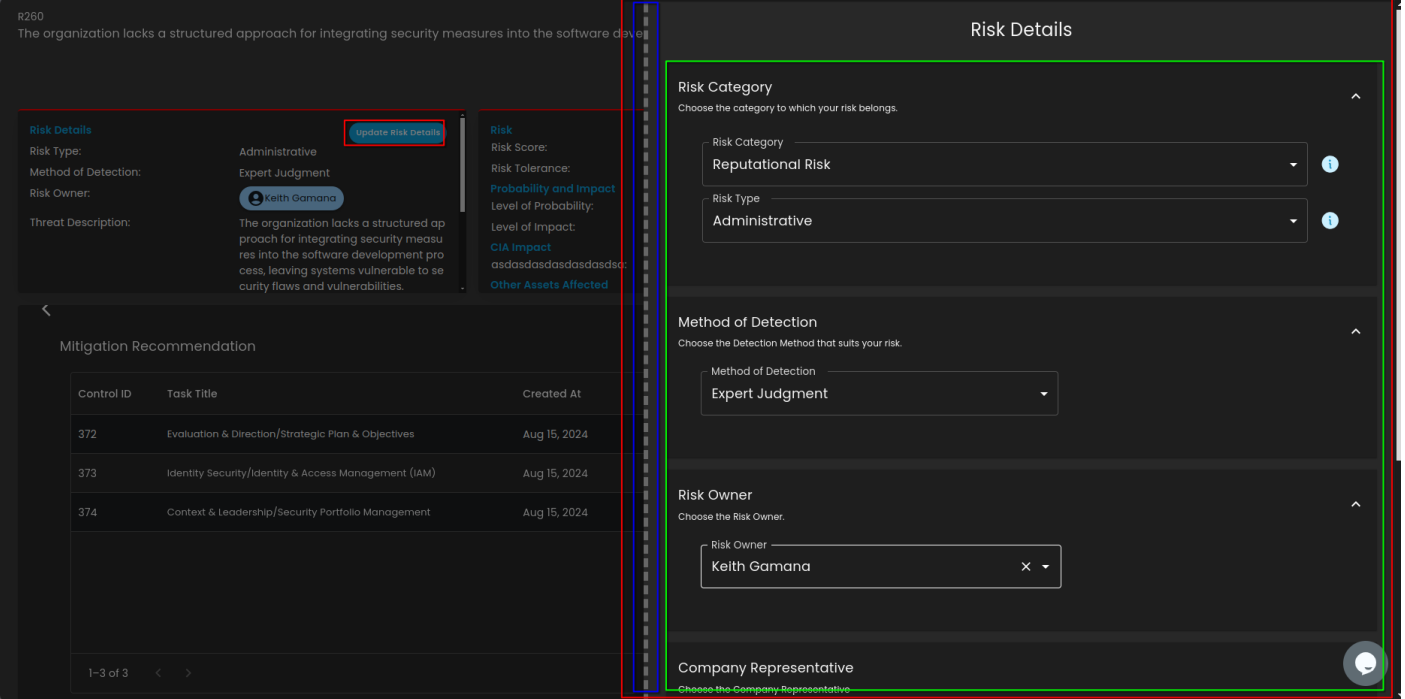 R260
The organization lacks a structured approach for integrating security measures into the software deve
Risk Details
Update Risk Details
Risk Type:
Administrative
Method of Detection:
Expert Judgment
Risk Owner:
Keith Gamana
Threat Description:
The organization lacks a structured ap
proach for integrating security measu
res into the software development pro
cess, leaving systems vulnerable to se
curity flaws and vulnerabilities.
Risk
Risk Score:
Risk Tolerance:
Probability and Impact
Level of Probability:
Level of Impact:
CIA Impact
asdasdasdasdasdasdsd:
Other Assets Affected
Mitigation Recommendation
Control ID Task Title Created At
372 Evaluation & Direction/Strategic Plan & Objectives Aug 15, 2024
373 Identity Security/Identity & Access Management (IAM) Aug 15, 2024
374 Context & Leadership/Security Portfolio Management Aug 15, 2024
1–3 of 3
Risk Details
Risk Category
Choose the category to which your risk belongs.
Risk Category
Reputational Risk
Risk Type
Administrative
Method of Detection
Choose the Detection Method that suits your risk.
Method of Detection
Expert Judgment
Risk Owner
Choose the Risk Owner.
Risk Owner
Keith Gamana
Company Representative
Choose the Company Representative